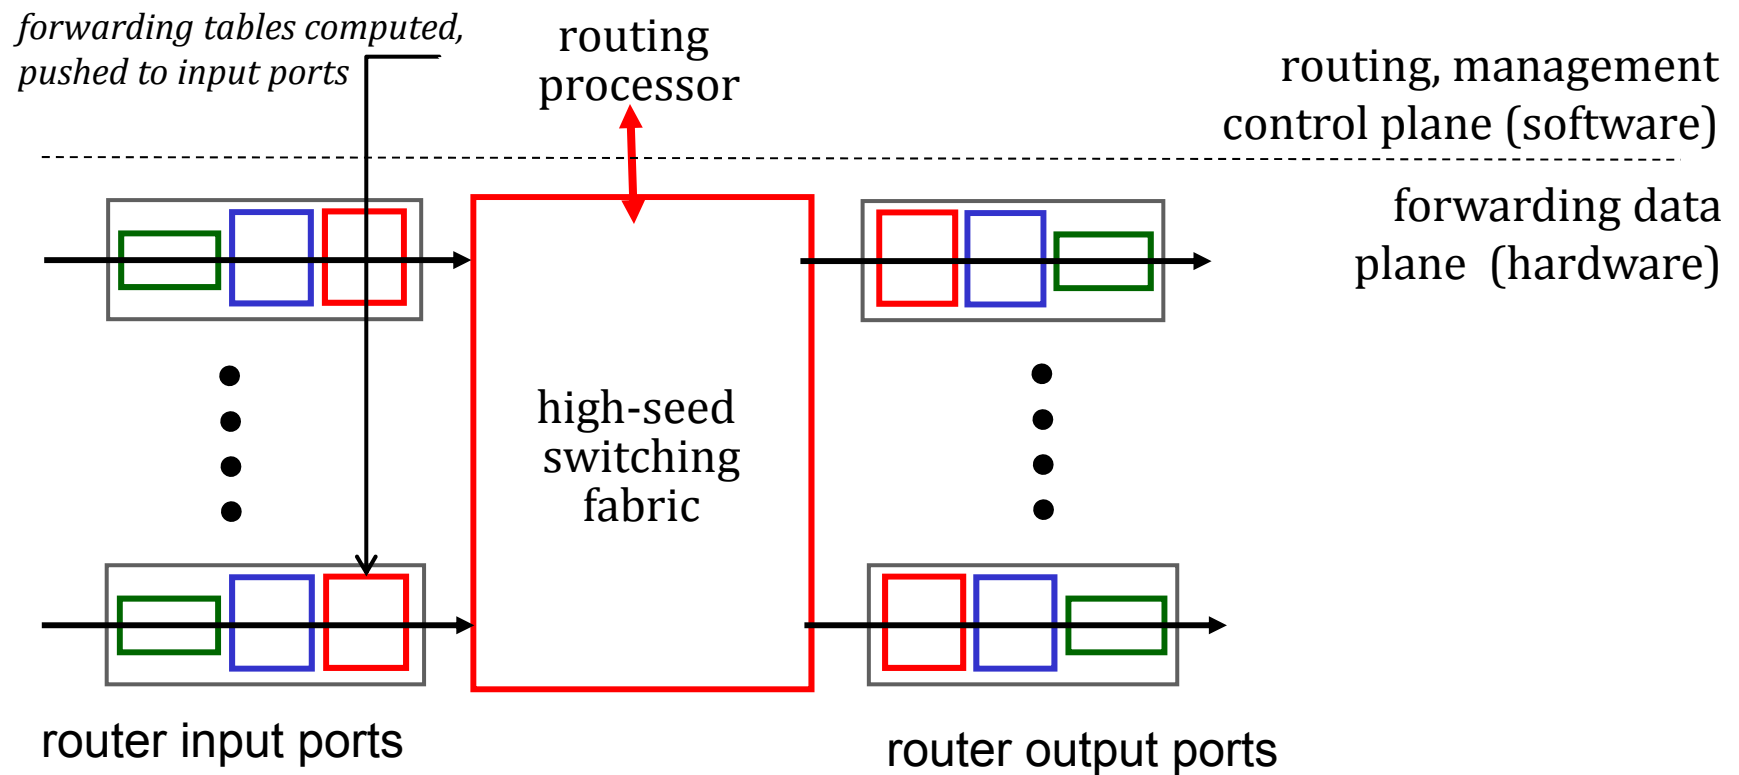 forwarding tables computed,
pushed to input ports
routing
processor
routing, management
control plane (software)
forwarding data
plane (hardware)
high-seed
switching
fabric
router input ports
router output ports